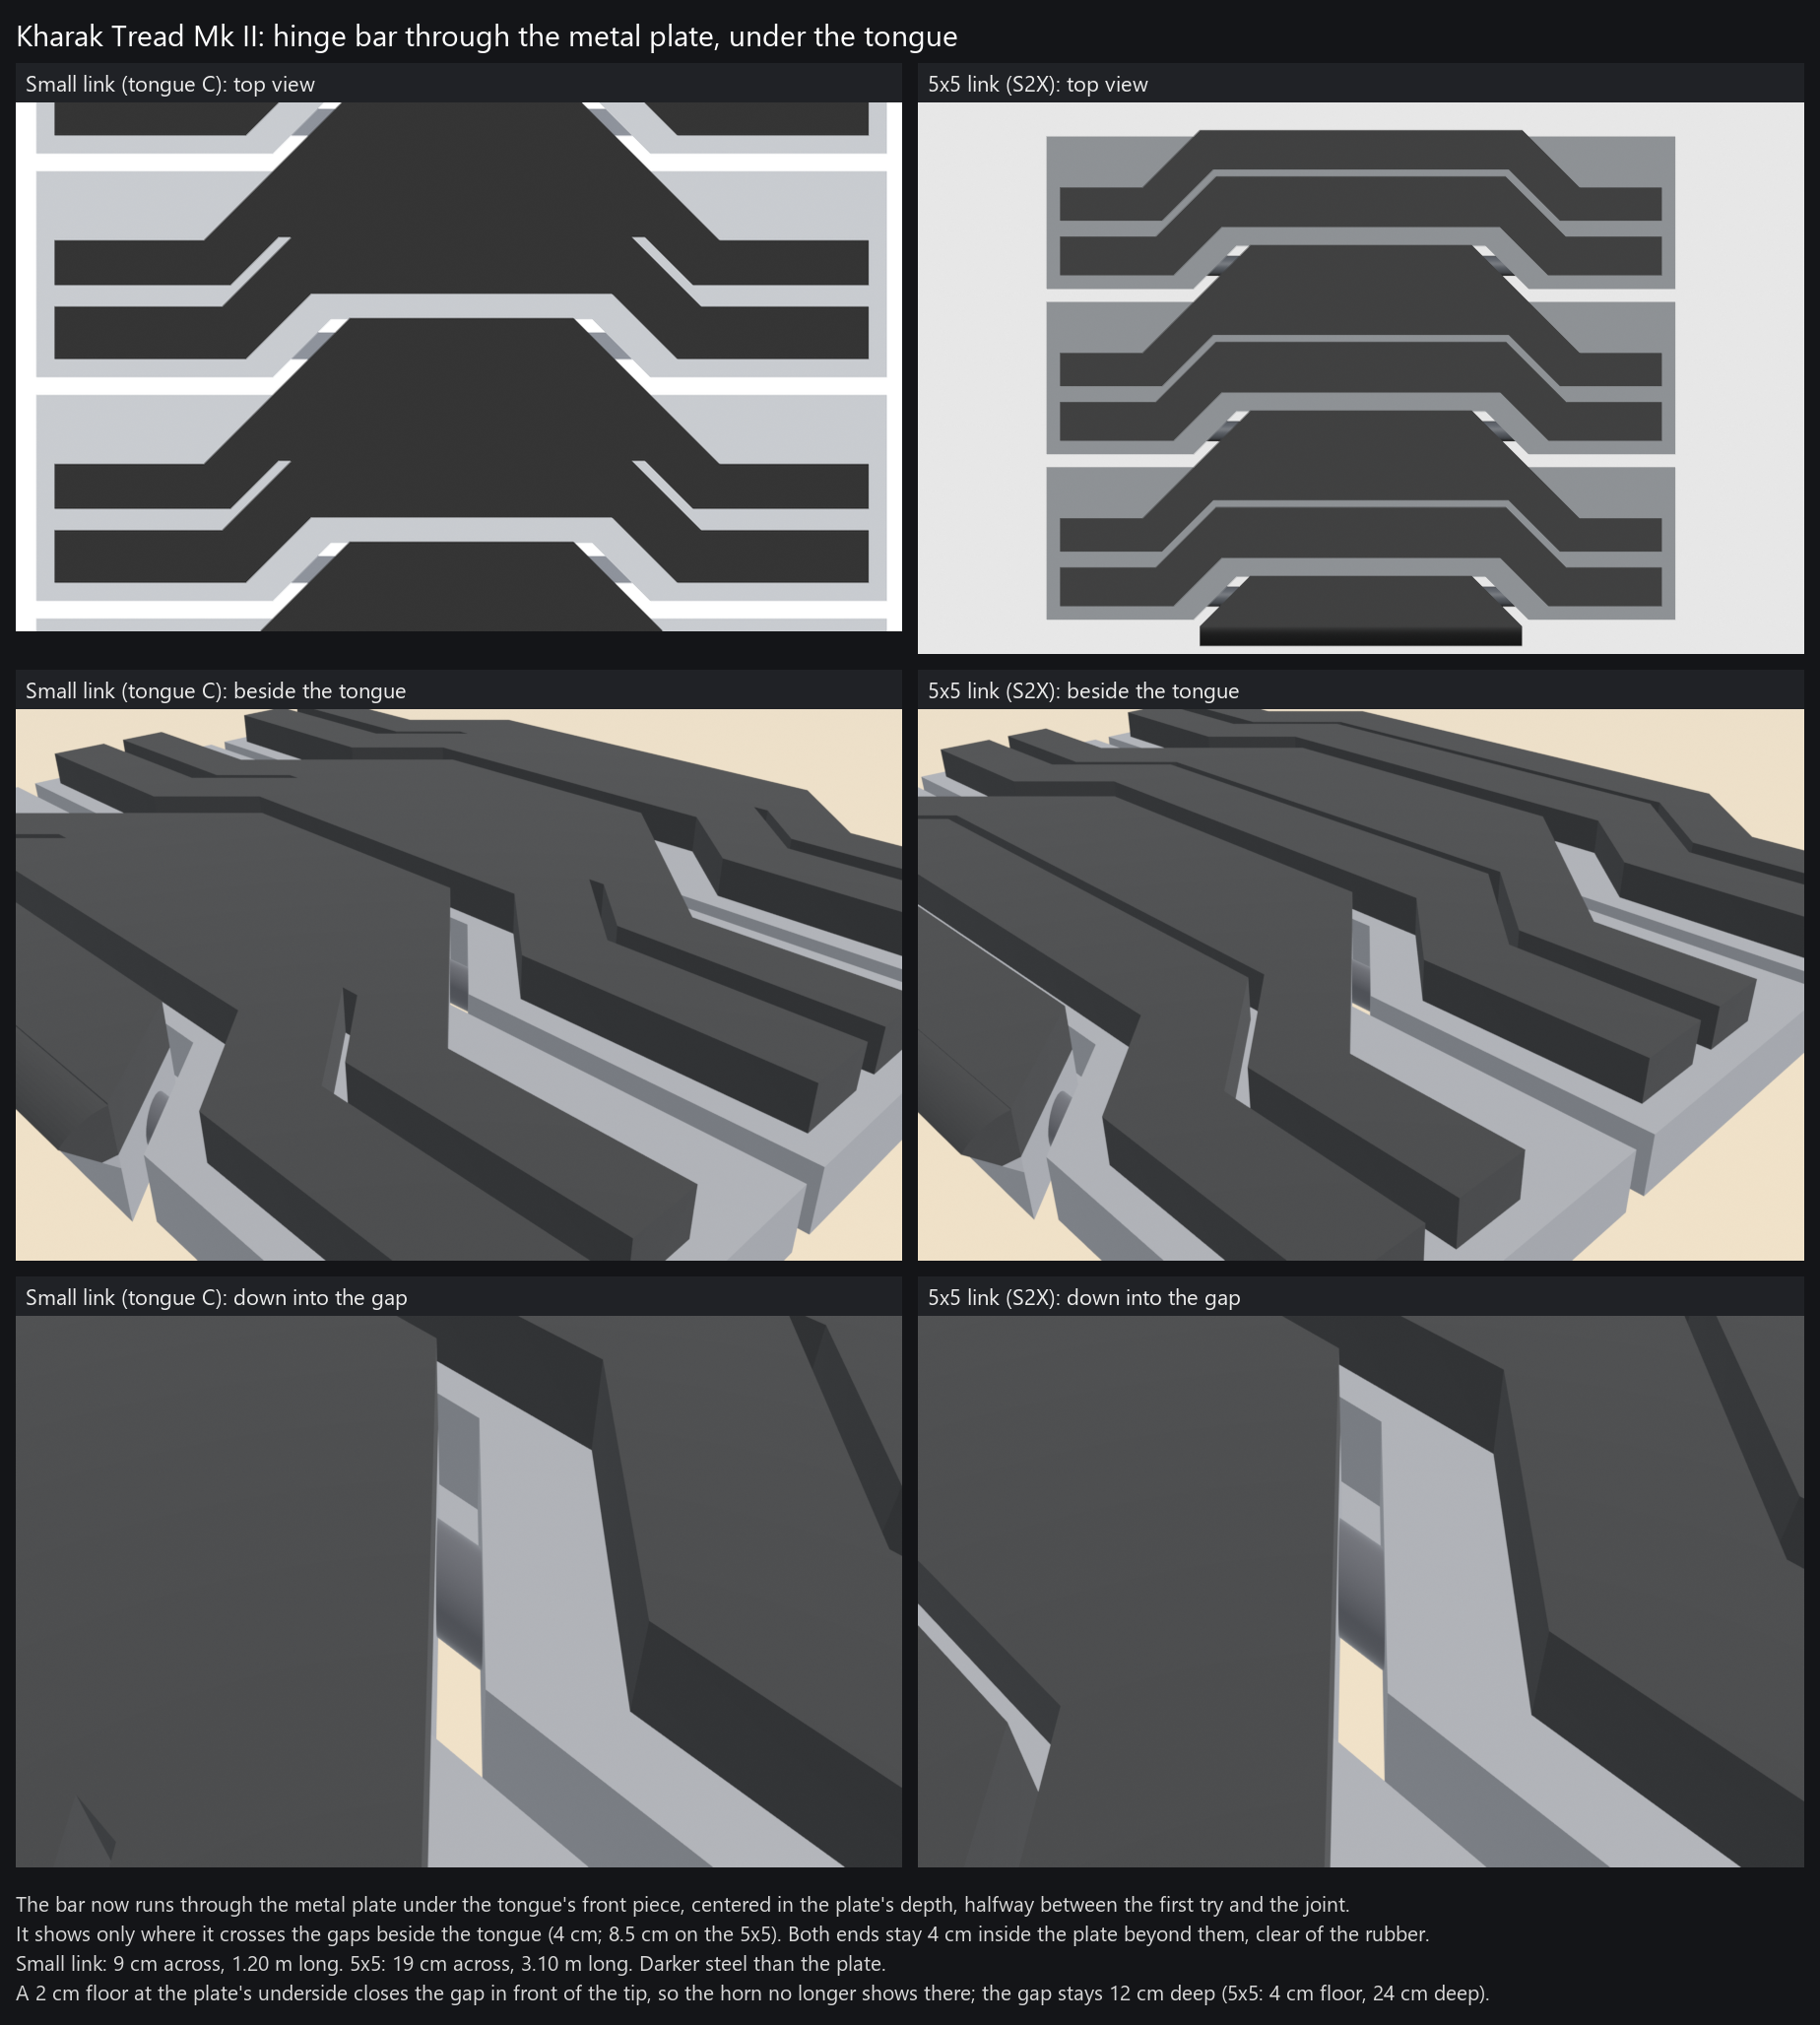 Kharak Tread Mk II: hinge bar through the metal plate, under the tongue
Small link (tongue C): top view
5x5 link (S2X): top view
Small link (tongue C): beside the tongue
5x5 link (S2X): beside the tongue
Small link (tongue C): down into the gap
5x5 link (S2X): down into the gap
The bar now runs through the metal plate under the tongue's front piece, centered in the plate's depth, halfway between the first try and the joint.
It shows only where it crosses the gaps beside the tongue (4 cm; 8.5 cm on the 5x5). Both ends stay 4 cm inside the plate beyond them, clear of the rubber.
Small link: 9 cm across, 1.20 m long. 5x5: 19 cm across, 3.10 m long. Darker steel than the plate.
A 2 cm floor at the plate's underside closes the gap in front of the tip, so the horn no longer shows there; the gap stays 12 cm deep (5x5: 4 cm floor, 24 cm deep).